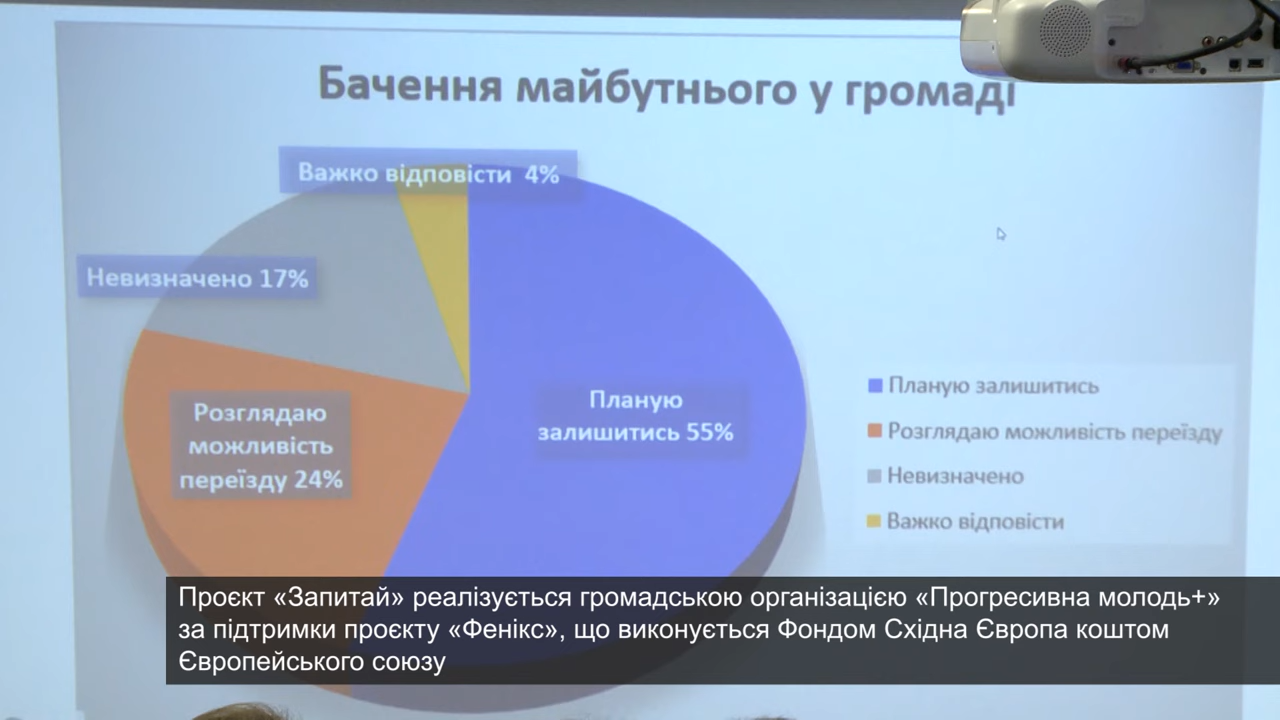 Бачення майбутнього у громаді
Важко відповісти 4%
Невизначено 17%
Розглядаю
можливість
переїзду 24%
Планую
залишитись 55%
Планую залишитись
Розглядаю можливість переїзду
Невизначено
Важко відповісти
Проєкт «Запитай» реалізується громадською організацією «Прогресивна молодь+»
за підтримки проєкту «Фенікс», що виконується Фондом Східна Європа коштом
Європейського союзу